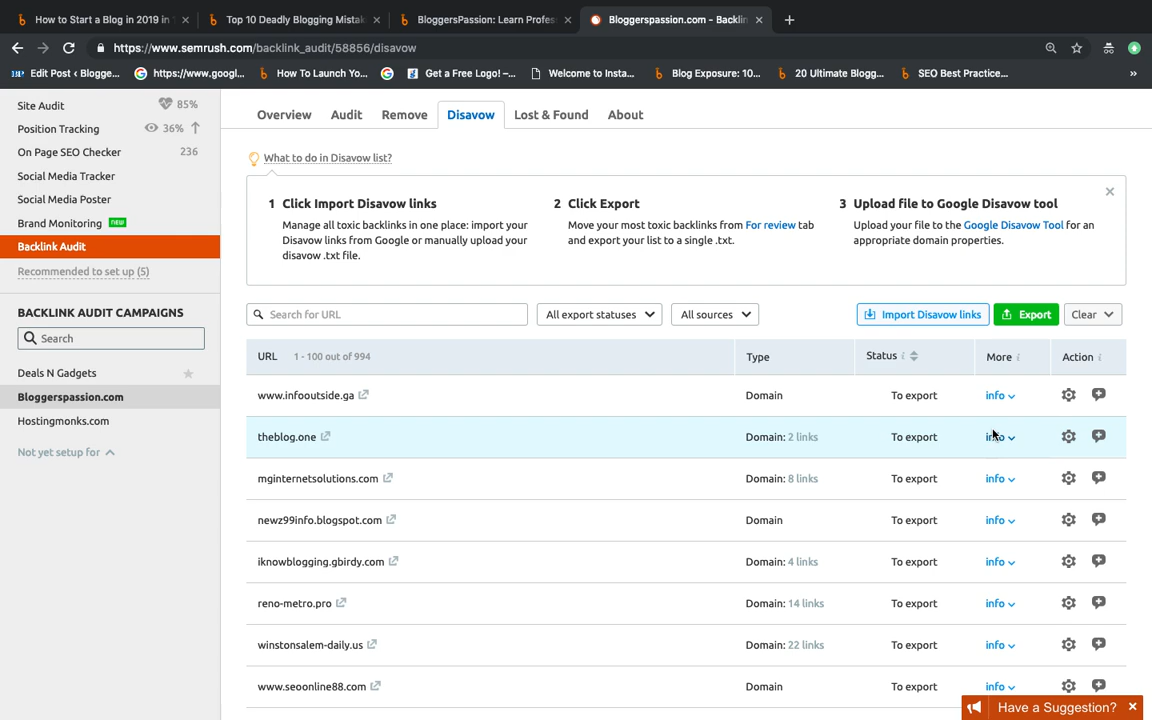 How to Start a Blog in 2019 in
Top 10 Deadly Blogging Mistak
BloggersPassion: Learn Profes
Bloggerspassion.com - Backlin
https://www.semrush.com/backlink_audit/58856/disavow
Edit Post ‹ Blogge...
https://www.googl...
How To Launch You...
Get a Free Logo! –...
Welcome to Insta...
Blog Exposure: 10...
20 Ultimate Blogg...
SEO Best Practice...
Site Audit 85%
Position Tracking 36%
On Page SEO Checker 236
Social Media Tracker
Social Media Poster
Brand Monitoring NEW
Backlink Audit
Recommended to set up (5)
BACKLINK AUDIT CAMPAIGNS
Search
Deals N Gadgets
Bloggerspassion.com
Hostingmonks.com
Not yet setup for
Overview Audit Remove Disavow Lost & Found About
What to do in Disavow list?
1 Click Import Disavow links
Manage all toxic backlinks in one place: import your
Disavow links from Google or manually upload your
disavow .txt file.
2 Click Export
Move your most toxic backlinks from For review tab
and export your list to a single .txt.
3 Upload file to Google Disavow tool
Upload your file to the Google Disavow Tool for an
appropriate domain properties.
Search for URL All export statuses All sources Import Disavow links Export Clear
URL 1 - 100 out of 994 Type Status i More i Action i
www.infooutside.ga Domain To export info
theblog.one Domain: 2 links To export info
mginternetsolutions.com Domain: 8 links To export info
newz99info.blogspot.com Domain To export info
iknowblogging.gbirdy.com Domain: 4 links To export info
reno-metro.pro Domain: 14 links To export info
winstonsalem-daily.us Domain: 22 links To export info
www.seoonline88.com Domain To export info
Have a Suggestion?